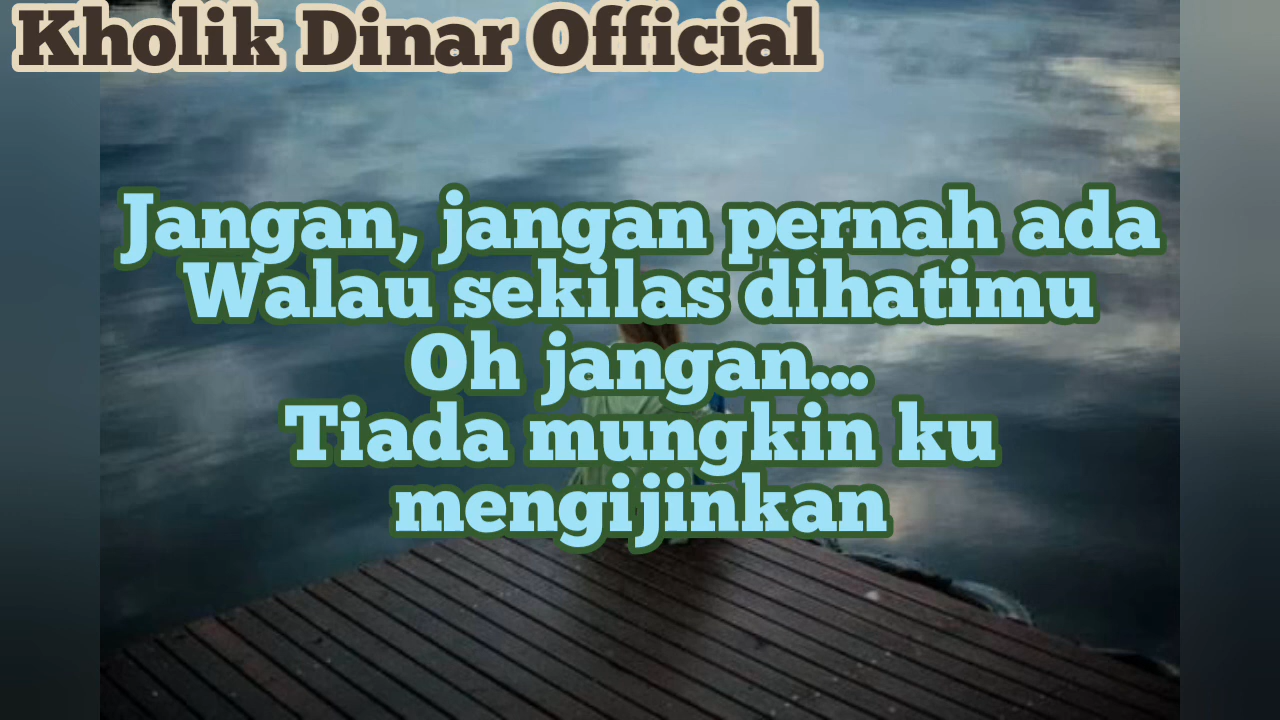 Kholik Dinar Official
Jangan, jangan pernah ada
Walau sekilas dihatimu
Oh jangan...
Tiada mungkin ku
mengijinkan